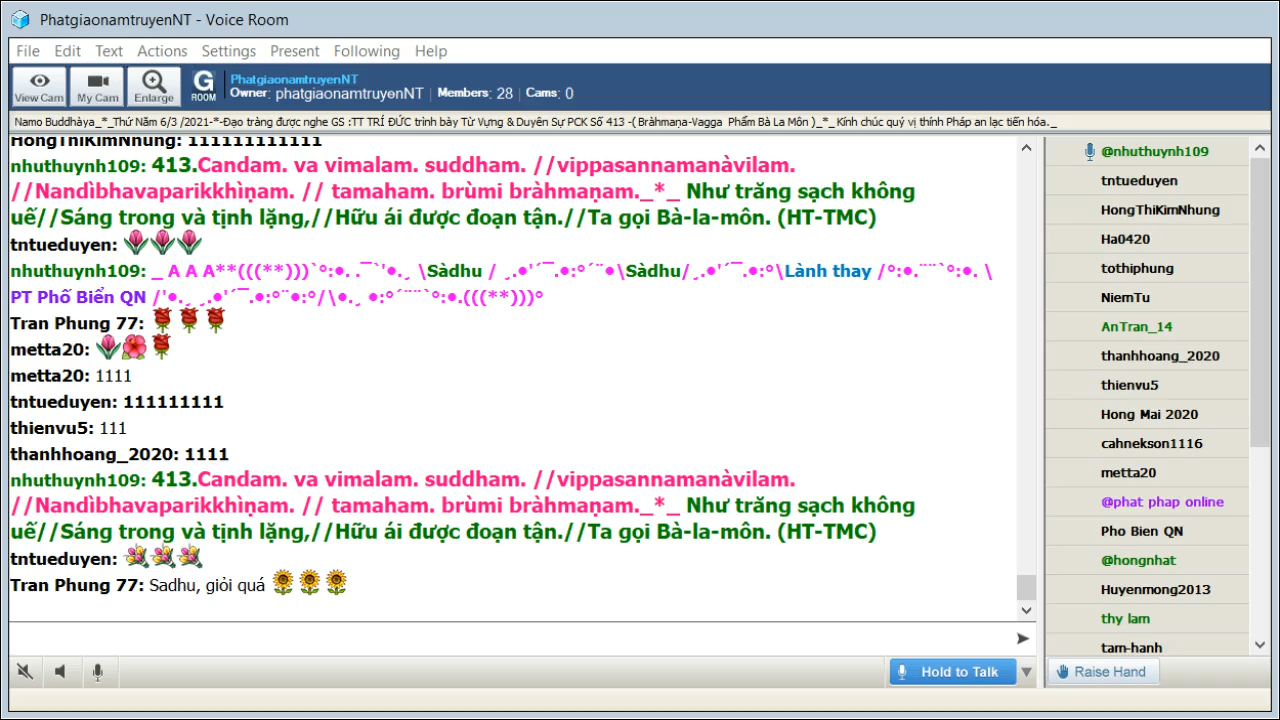 PhatgiaonamtruyenNT - Voice Room
File Edit Text Actions Settings Present Following Help
View Cam My Cam Enlarge G ROOM
PhatgiaonamtruyenNT
Owner: phatgiaonamtruyenNT | Members: 28 | Cams: 0
Namo Buddhàya_*_Thứ Năm 6/3 /2021-*-Đạo tràng được nghe GS :TT TRÍ ĐỨC trình bày Từ Vựng & Duyên Sự PCK Số 413 -( Bràhmaṇa-Vagga Phẩm Bà La Môn )_*_ Kính chúc quý vị thính Pháp an lạc tiến hóa._
HongThiKimNhung: 111111111111
nhuthuynh109: 413.Candam. va vimalam. suddham. //vippasannamanàvilam.
//Nandìbhavaparikkhìṇam. // tamaham. brùmi bràhmaṇam._*_ Như trăng sạch không
uế//Sáng trong và tịnh lặng,//Hữu ái được đoạn tận.//Ta gọi Bà-la-môn. (HT-TMC)
tntueduyen:
nhuthuynh109: _ A A A**(((**)))`°:•. .¯`'•.¸ \Sàdhu / ¸.•'´¯.•:°´¨•\Sàdhu/¸.•'´¯.•:°\Lành thay /°:•.¨¨`°:•. \
PT Phố Biển QN /'•.¸ ¸.•'´¯.•:°¨•:°/\•.¸ •:°´¨¨`°:•.(((**)))°
Tran Phung 77:
metta20:
metta20: 1111
tntueduyen: 111111111
thienvu5: 111
thanhhoang_2020: 1111
nhuthuynh109: 413.Candam. va vimalam. suddham. //vippasannamanàvilam.
//Nandìbhavaparikkhìṇam. // tamaham. brùmi bràhmaṇam._*_ Như trăng sạch không
uế//Sáng trong và tịnh lặng,//Hữu ái được đoạn tận.//Ta gọi Bà-la-môn. (HT-TMC)
tntueduyen:
Tran Phung 77: Sadhu, giỏi quá
Hold to Talk
@nhuthuynh109
tntueduyen
HongThiKimNhung
Ha0420
tothiphung
NiemTu
AnTran_14
thanhhoang_2020
thienvu5
Hong Mai 2020
cahnekson1116
metta20
@phat phap online
Pho Bien QN
@hongnhat
Huyenmong2013
thy lam
tam-hanh
Raise Hand